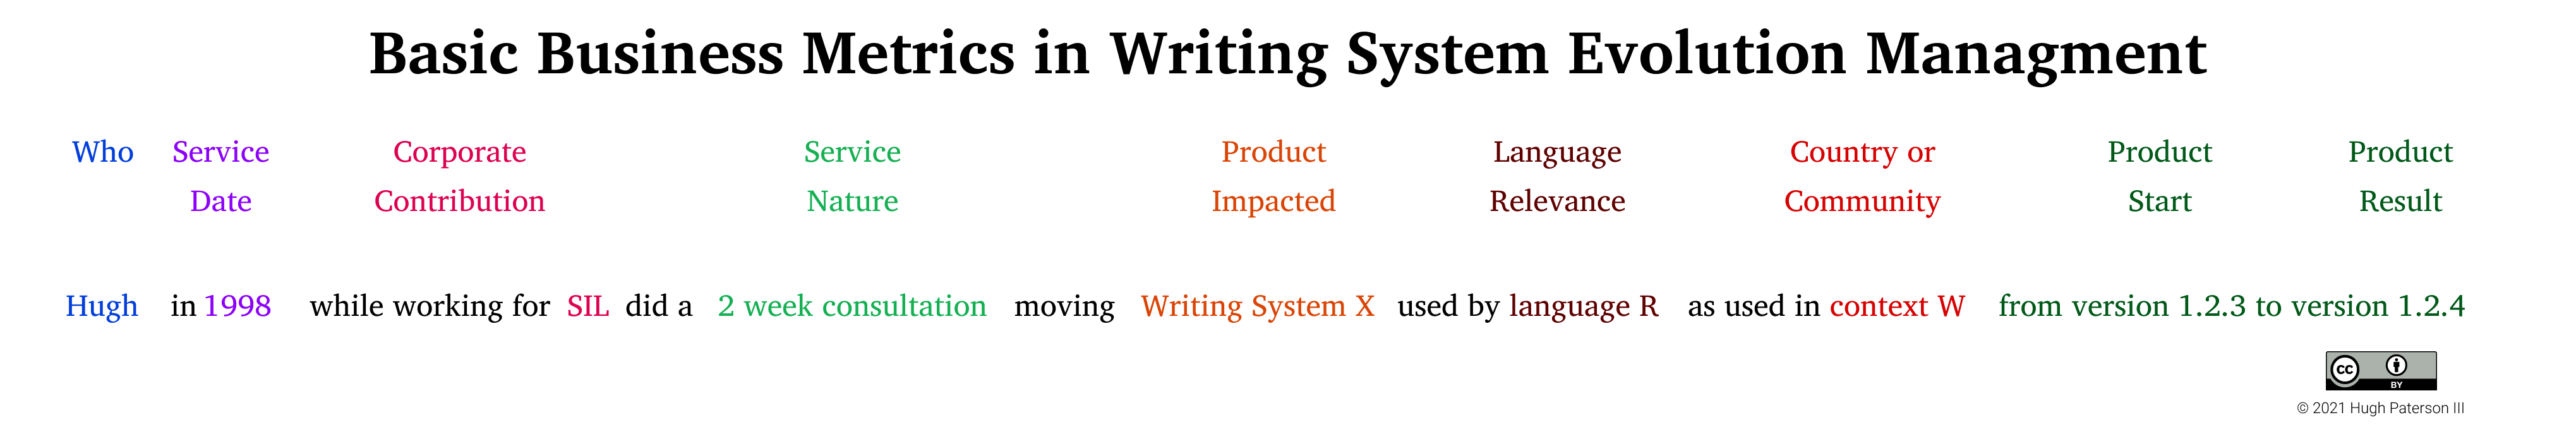 Basic Business Metrics in Writing System Evolution Managment
Who Service Corporate Service Product Language Country or Product Product
Date Contribution Nature Impacted Relevance Community Start Result
Hugh in 1998 while working for SIL did a 2 week consultation moving Writing System X used by language R as used in context W from version 1.2.3 to version 1.2.4
cc
BY
© 2021 Hugh Paterson III